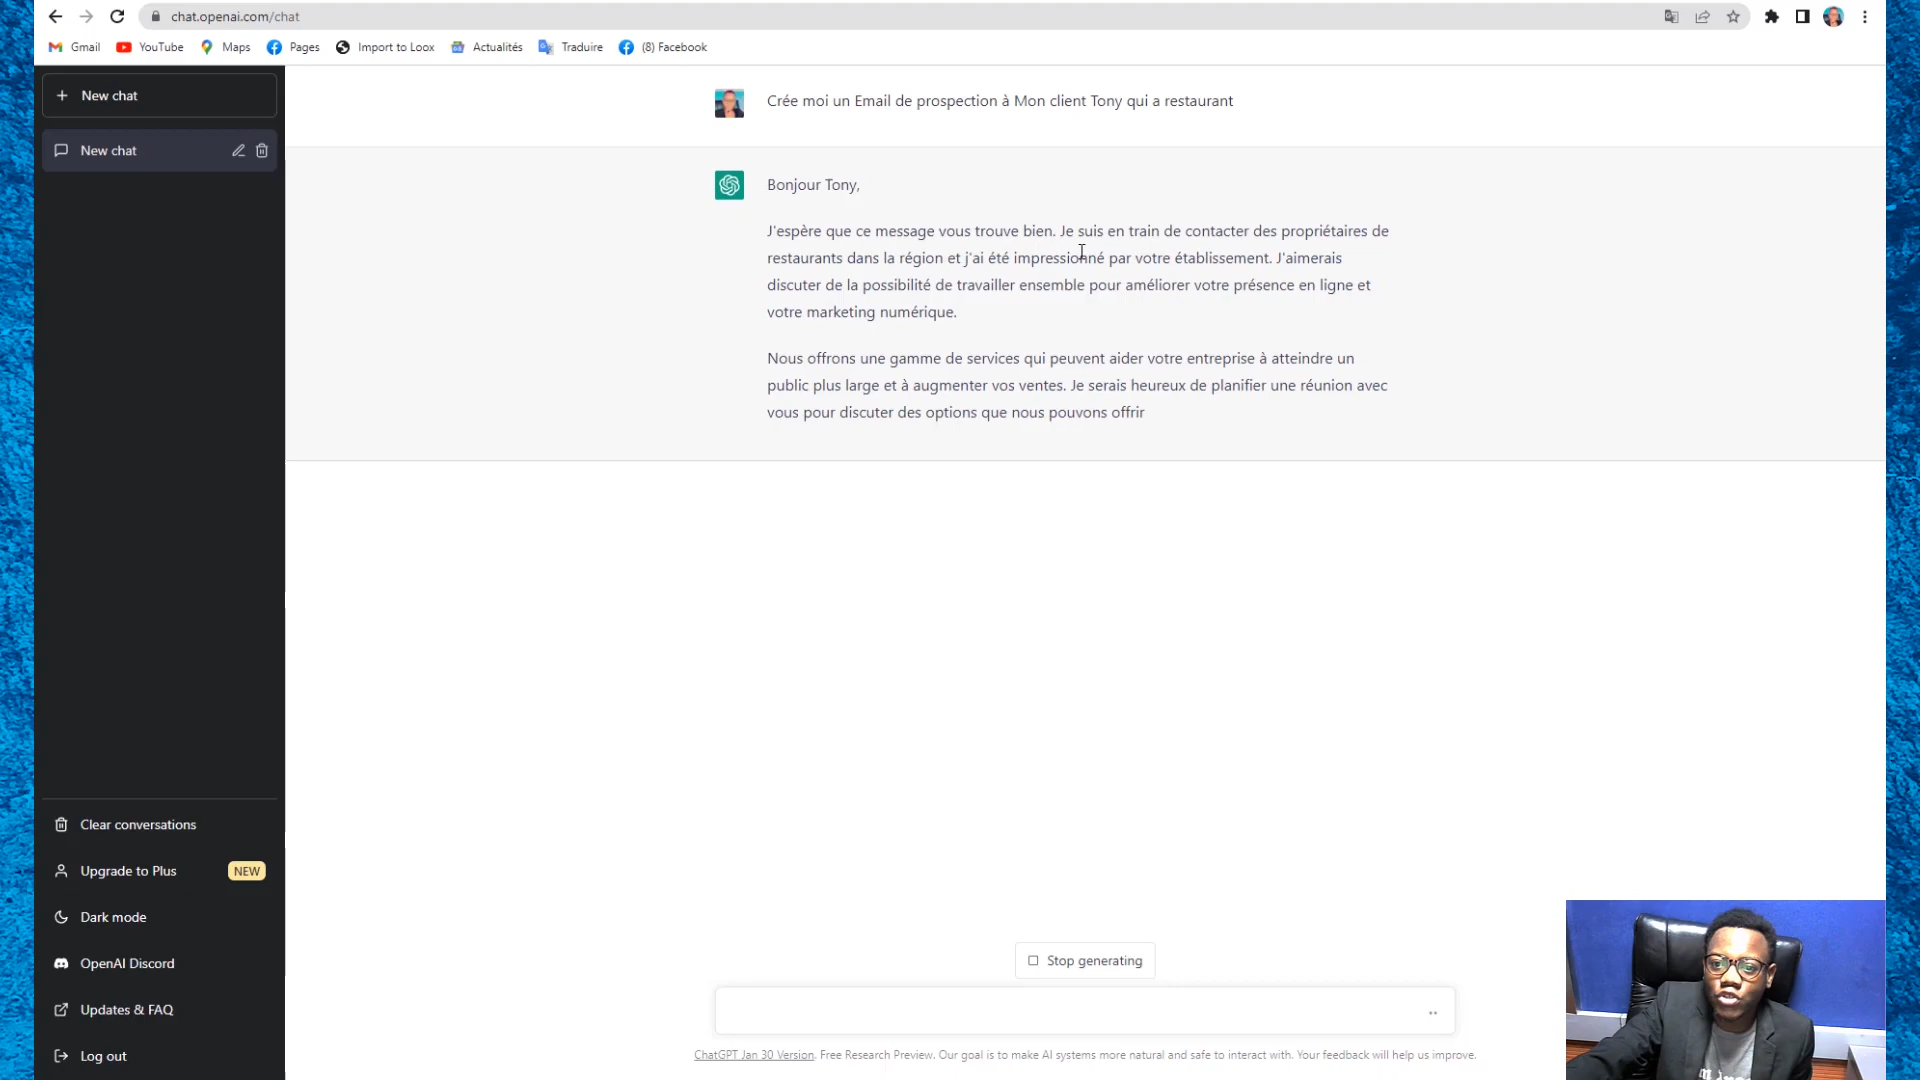 chat.openai.com/chat
Gmail YouTube Maps Pages Import to Loox Actualités Traduire (8) Facebook
New chat
New chat
Crée moi un Email de prospection à Mon client Tony qui a restaurant
Bonjour Tony,
J'espère que ce message vous trouve bien. Je suis en train de contacter des propriétaires de
restaurants dans la région et j'ai été impressionné par votre établissement. J'aimerais
discuter de la possibilité de travailler ensemble pour améliorer votre présence en ligne et
votre marketing numérique.
Nous offrons une gamme de services qui peuvent aider votre entreprise à atteindre un
public plus large et à augmenter vos ventes. Je serais heureux de planifier une réunion avec
vous pour discuter des options que nous pouvons offrir
Clear conversations
Upgrade to Plus NEW
Dark mode
OpenAI Discord
Updates & FAQ
Log out
Stop generating
ChatGPT Jan 30 Version. Free Research Preview. Our goal is to make AI systems more natural and safe to interact with. Your feedback will help us improve.